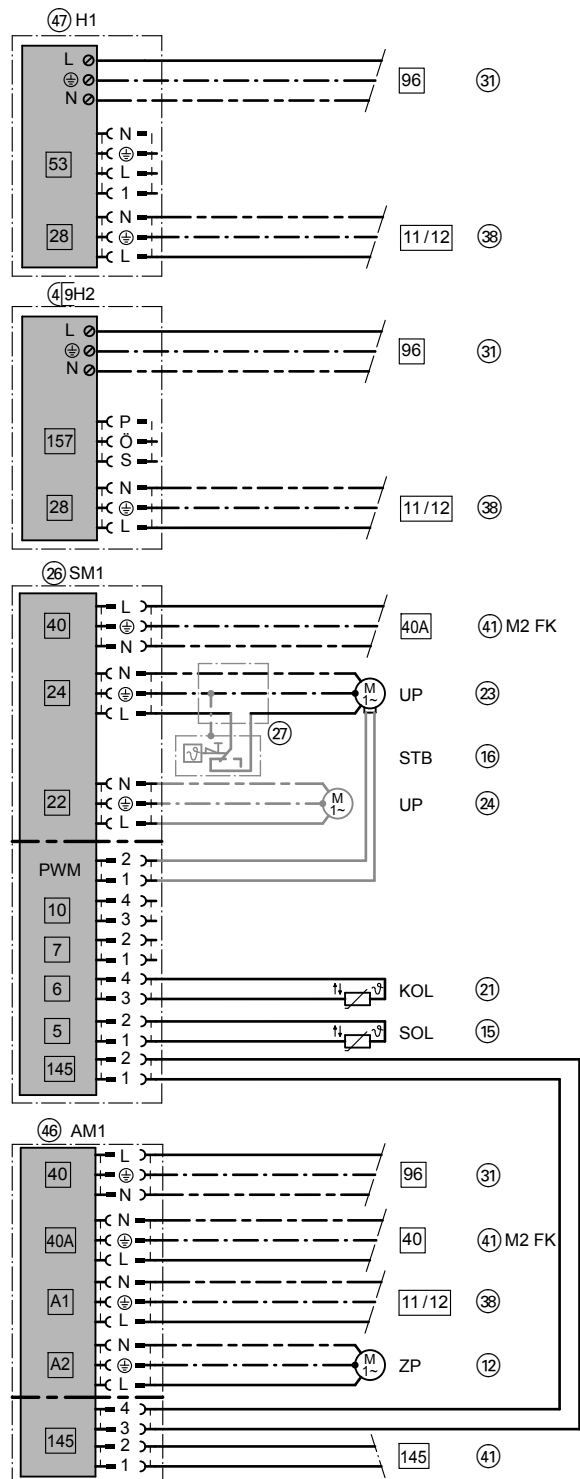 47 H1
L
96 31
N
N
53
L
1
N
28 11/12 38
L
4 9H2
L
96 31
N
P
157 Ö
S
N
28 11/12 38
L
26 SM1
L
40 40A 41 M2 FK
N
N
24 M 1~ UP 23
L
27
ϑ STB 16
N
22 M 1~ UP 24
L
2
PWM
1
4
10
3
2
7
1
4
6 ϑ KOL 21
3
2
5 ϑ SOL 15
1
2
145
1
46 AM1
L
40 96 31
N
N
40A 40 41 M2 FK
L
N
A1 11/12 38
L
N
A2 M 1~ ZP 12
L
4
3
145
2
145 41
1